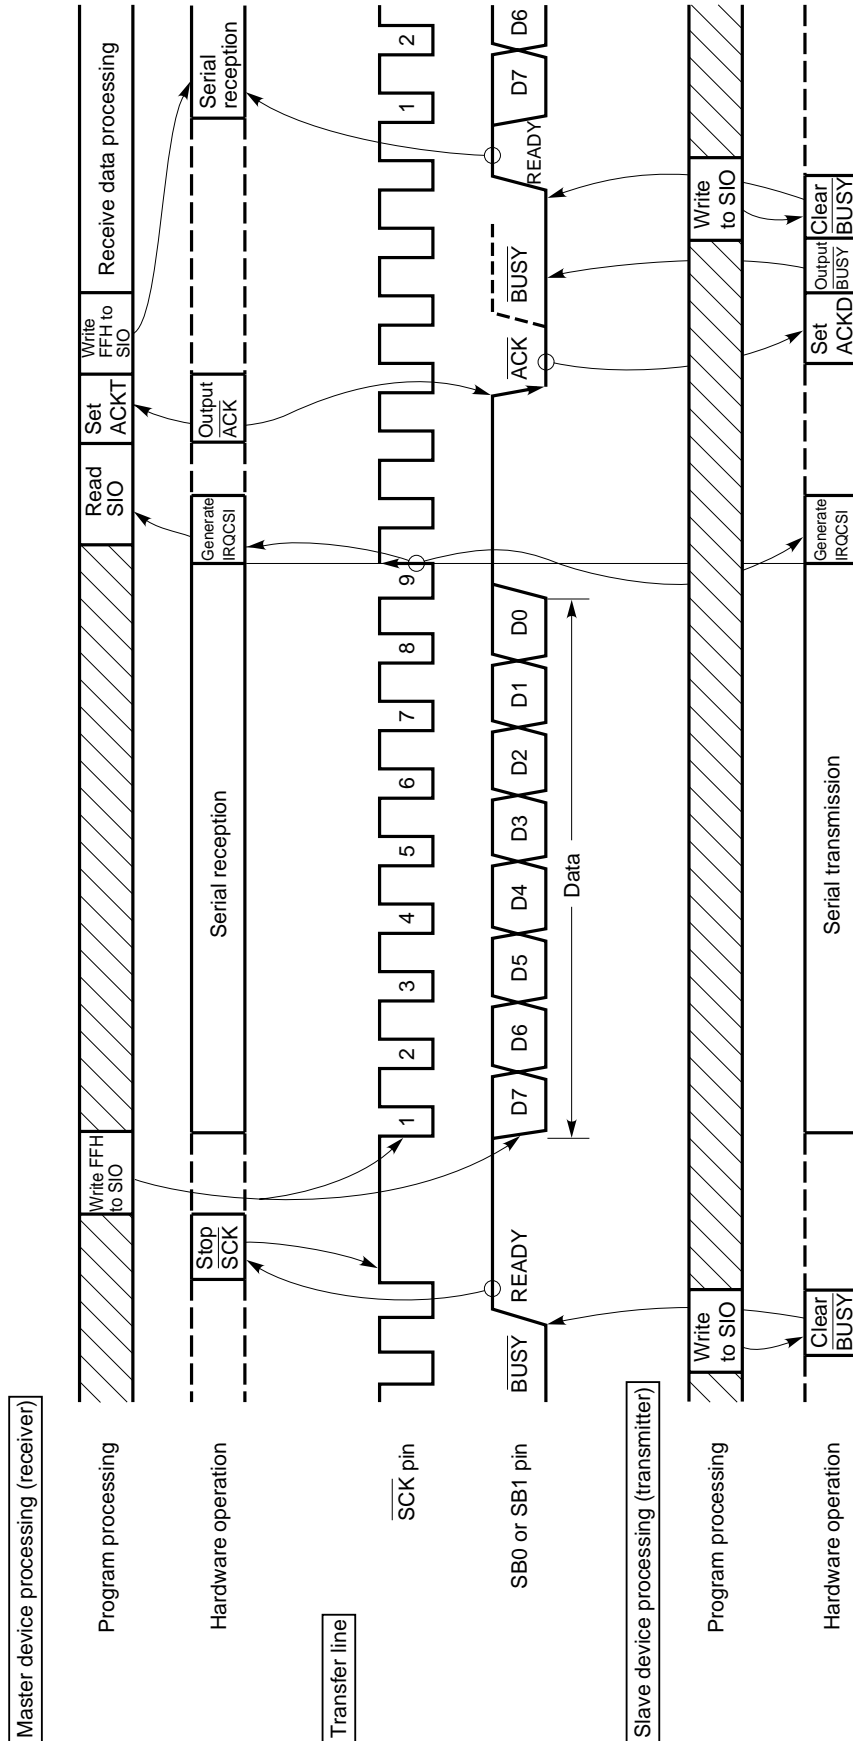 Master device processing (receiver)
Program processing
Write FFH
to SIO
Read
SIO
Set
ACKT
Write
FFH to
SIO
Receive data processing
Hardware operation
Stop
SCK
Serial reception
Generate
IRQCSI
Output
ACK
Serial
reception
Transfer line
SCK pin
1
2
3
4
5
6
7
8
9
1
2
SB0 or SB1 pin
BUSY
READY
D7
D6
D5
D4
D3
D2
D1
D0
ACK
BUSY
READY
D7
D6
Data
Slave device processing (transmitter)
Program processing
Write
to SIO
Write
to SIO
Hardware operation
Clear
BUSY
Serial transmission
Generate
IRQCSI
Set
ACKD
Output
BUSY
Clear
BUSY